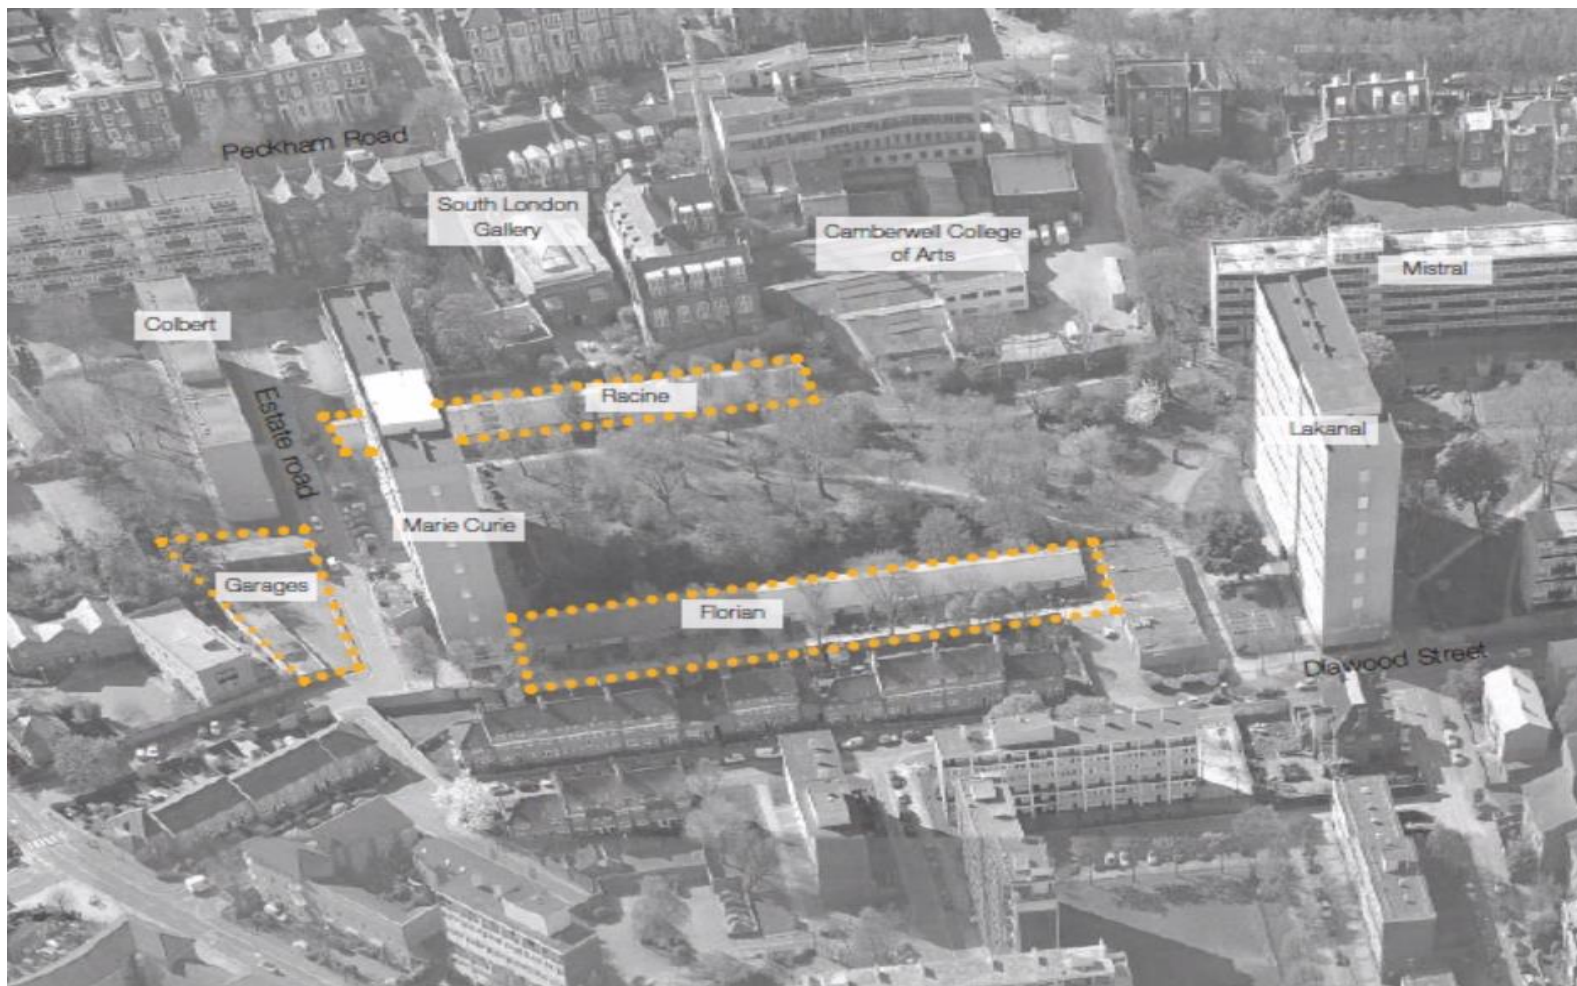 Peckham Road
South London
Gallery
Camberwell College
of Arts
Mistral
Colbert
Racine
Estate road
Lakanal
Marie Curie
Garages
Florian
Dlawood Street